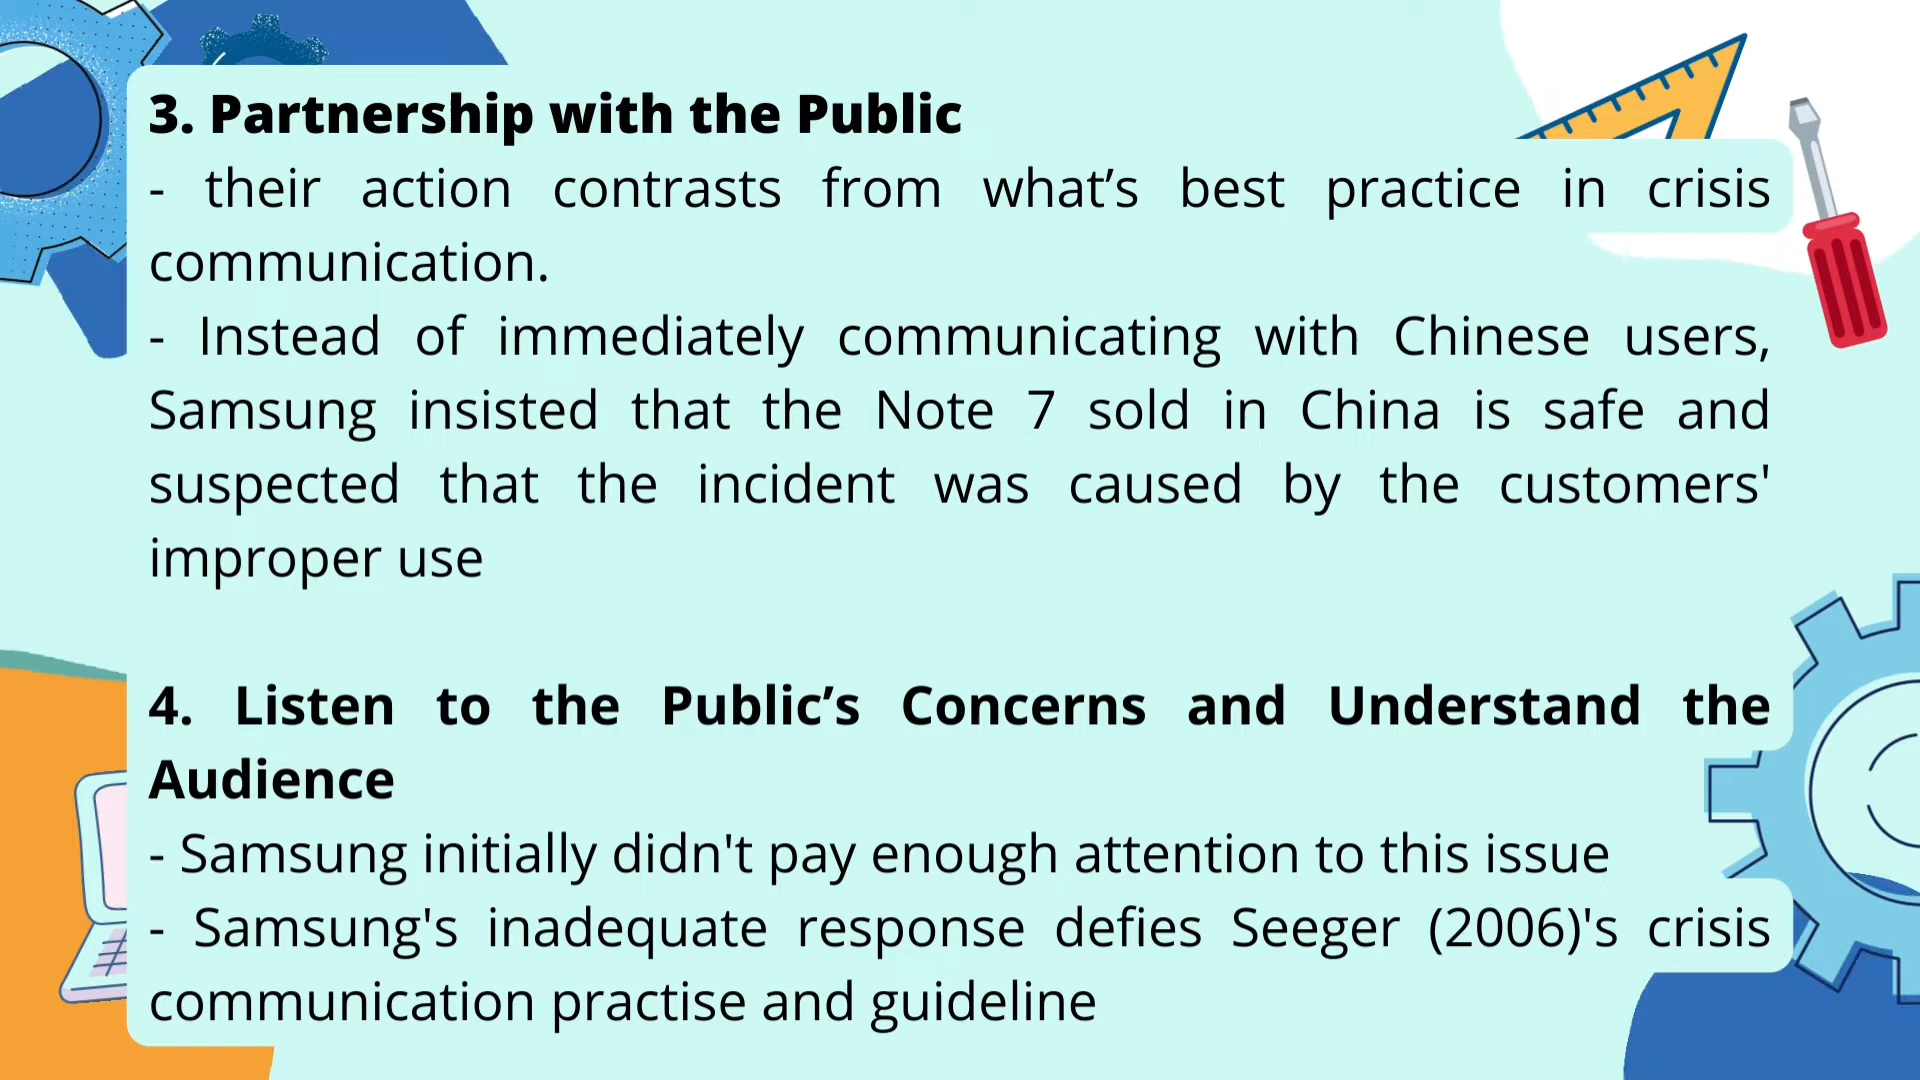 3. Partnership with the Public
- their action contrasts from what’s best practice in crisis
communication.
- Instead of immediately communicating with Chinese users,
Samsung insisted that the Note 7 sold in China is safe and
suspected that the incident was caused by the customers'
improper use
4. Listen to the Public’s Concerns and Understand the
Audience
- Samsung initially didn't pay enough attention to this issue
- Samsung's inadequate response defies Seeger (2006)'s crisis
communication practise and guideline